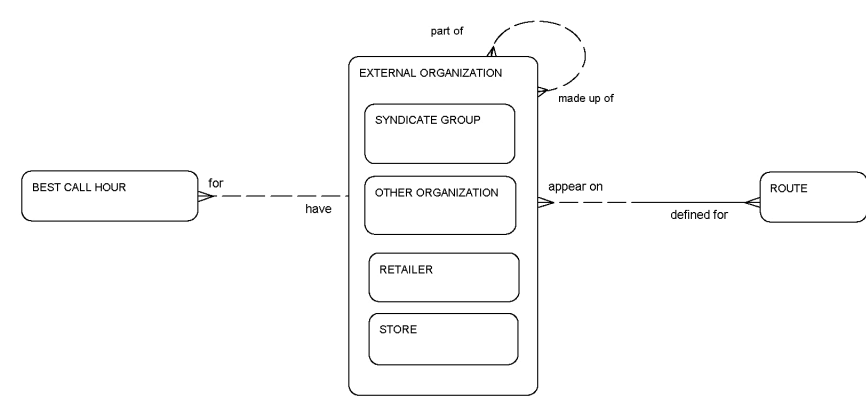 part of
EXTERNAL ORGANIZATION
made up of
SYNDICATE GROUP
BEST CALL HOUR
for
have
OTHER ORGANIZATION
appear on
defined for
ROUTE
RETAILER
STORE